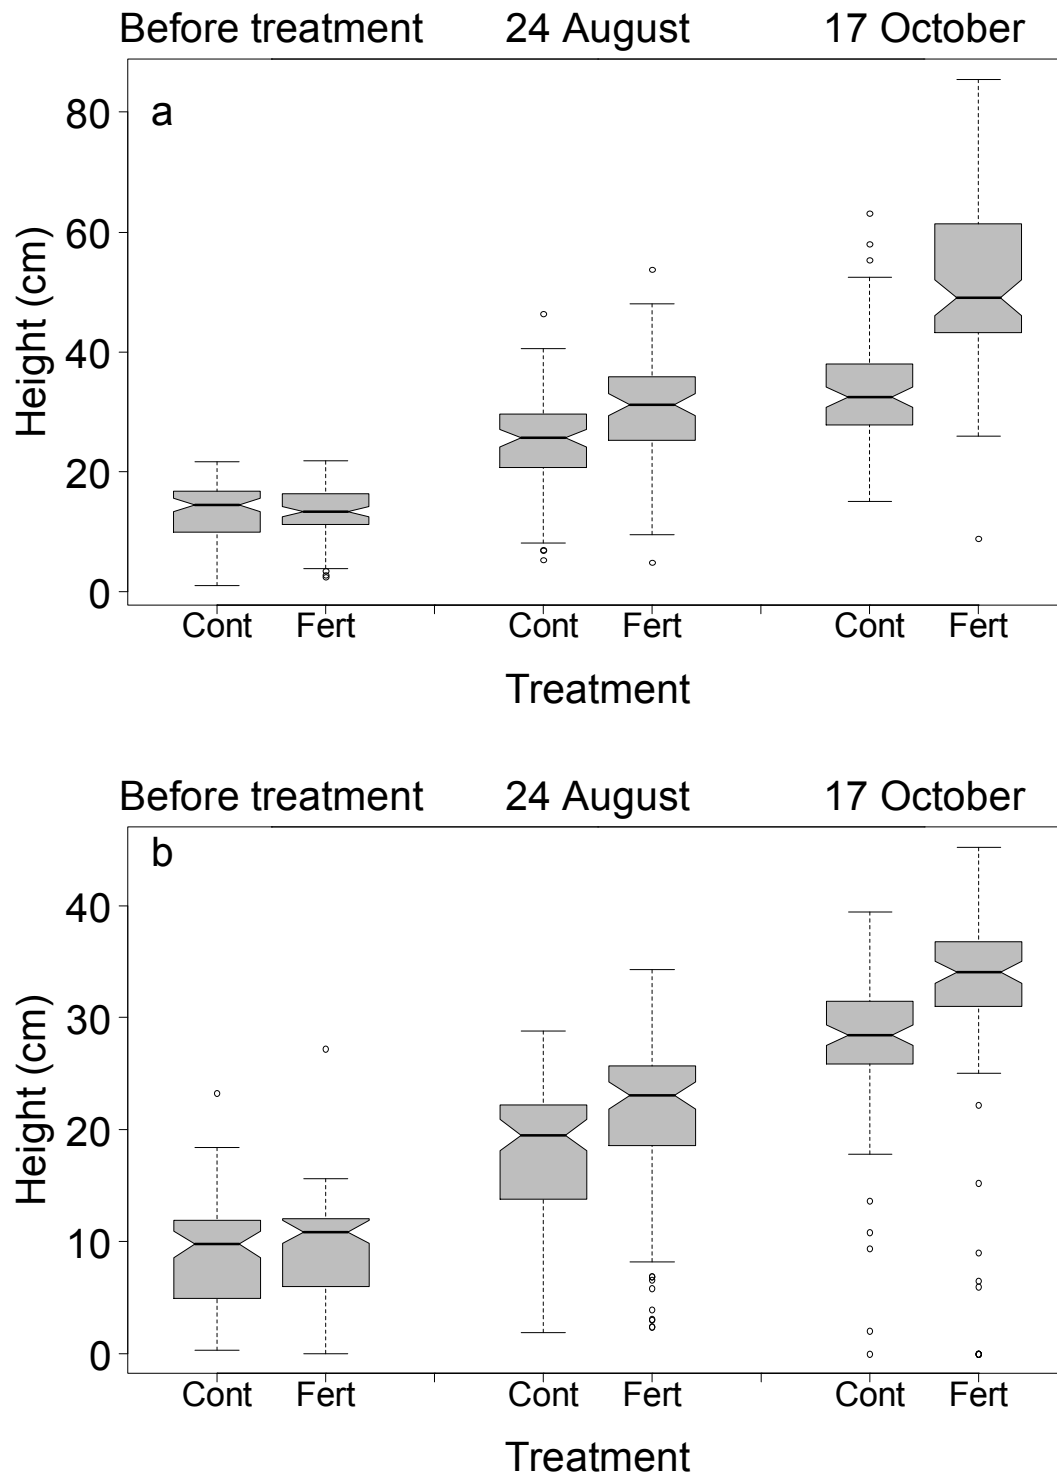 Before treatment 24 August 17 October
a
80
60
40
20
0
Height (cm)
Cont Fert Cont Fert Cont Fert
Treatment
Before treatment 24 August 17 October
b
40
30
20
10
0
Height (cm)
Cont Fert Cont Fert Cont Fert
Treatment